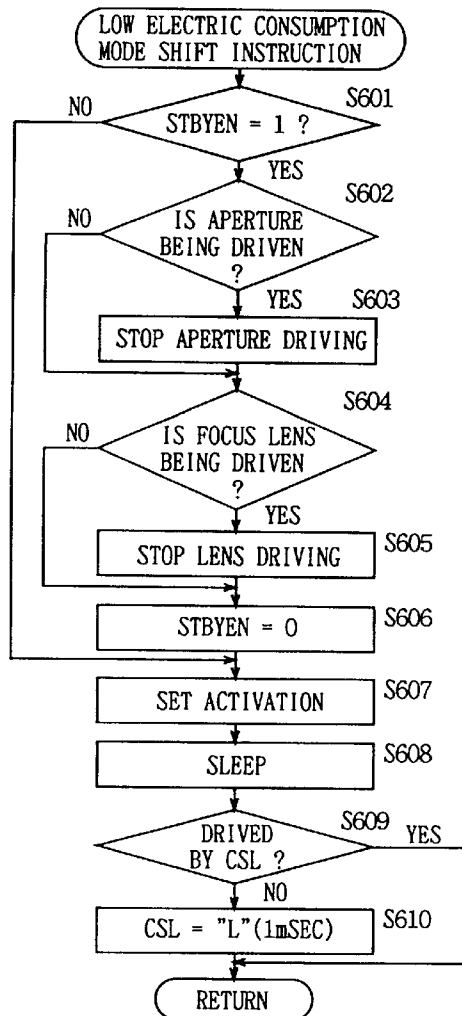 LOW ELECTRIC CONSUMPTION
MODE SHIFT INSTRUCTION
S601
NO
STBYEN = 1 ?
YES
S602
NO
IS APERTURE
BEING DRIVEN
?
YES
S603
STOP APERTURE DRIVING
S604
NO
IS FOCUS LENS
BEING DRIVEN
?
YES
STOP LENS DRIVING
S605
STBYEN = 0
S606
SET ACTIVATION
S607
SLEEP
S608
DRIVED
BY CSL ?
S609
YES
NO
CSL = "L"(1mSEC)
S610
RETURN